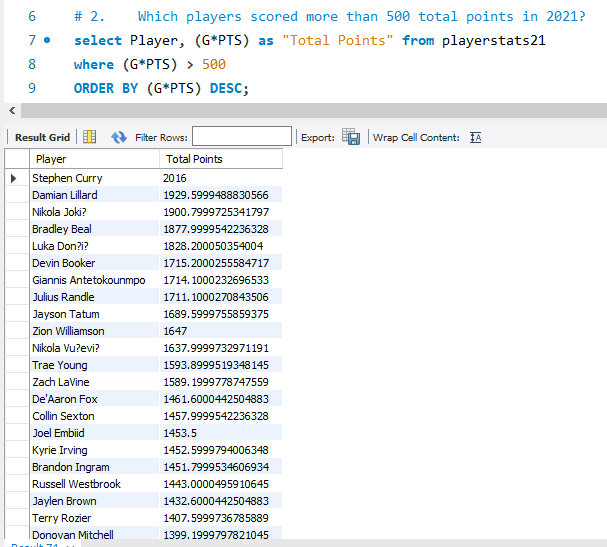 6 # 2. Which players scored more than 500 total points in 2021?
7 select Player, (G*PTS) as "Total Points" from playerstats21
8 where (G*PTS) > 500
9 ORDER BY (G*PTS) DESC;
Result Grid Filter Rows: Export: Wrap Cell Content: IA
Player Total Points
Stephen Curry 2016
Damian Lillard 1929.5999488830566
Nikola Joki? 1900.7999725341797
Bradley Beal 1877.9999542236328
Luka Don?i? 1828.200050354004
Devin Booker 1715.2000255584717
Giannis Antetokounmpo 1714.1000232696533
Julius Randle 1711.1000270843506
Jayson Tatum 1689.5999755859375
Zion Williamson 1647
Nikola Vu?evi? 1637.9999732971191
Trae Young 1593.8999519348145
Zach LaVine 1589.1999778747559
De'Aaron Fox 1461.6000442504883
Collin Sexton 1457.9999542236328
Joel Embiid 1453.5
Kyrie Irving 1452.5999794006348
Brandon Ingram 1451.7999534606934
Russell Westbrook 1443.0000495910645
Jaylen Brown 1432.6000442504883
Terry Rozier 1407.5999736785889
Donovan Mitchell 1399.1999797821045